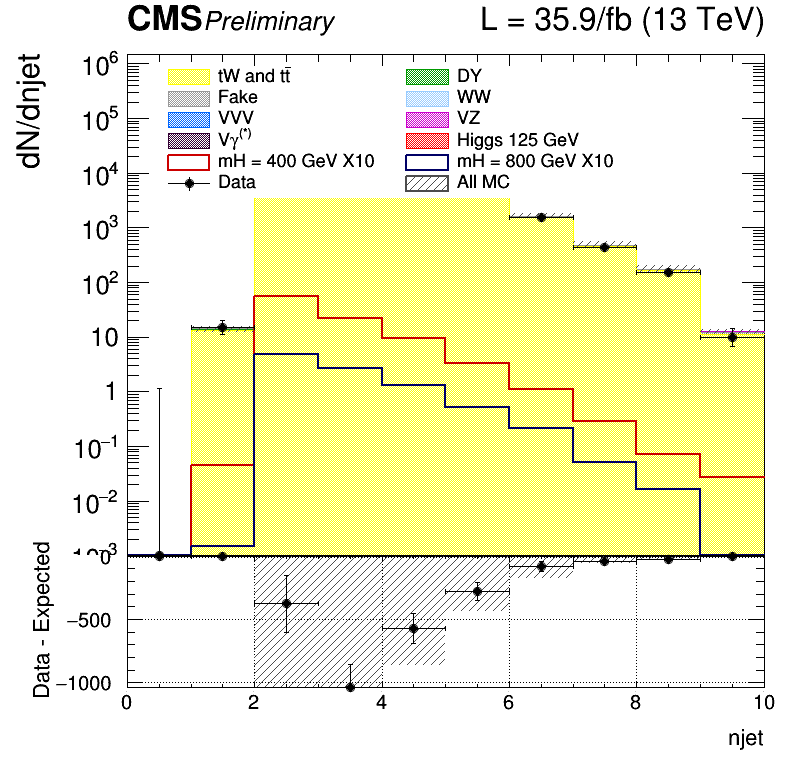 CMS Preliminary L = 35.9/fb (13 TeV)
dN/dnjet
10⁶
10⁵
10⁴
10³
10²
10
1
10⁻¹
10⁻²
tW and tt̄ DY
Fake WW
VVV VZ
Vγ⁽*⁾ Higgs 125 GeV
mH = 400 GeV X10 mH = 800 GeV X10
Data All MC
Data - Expected
0
−500
−1000
0 2 4 6 8 10
njet